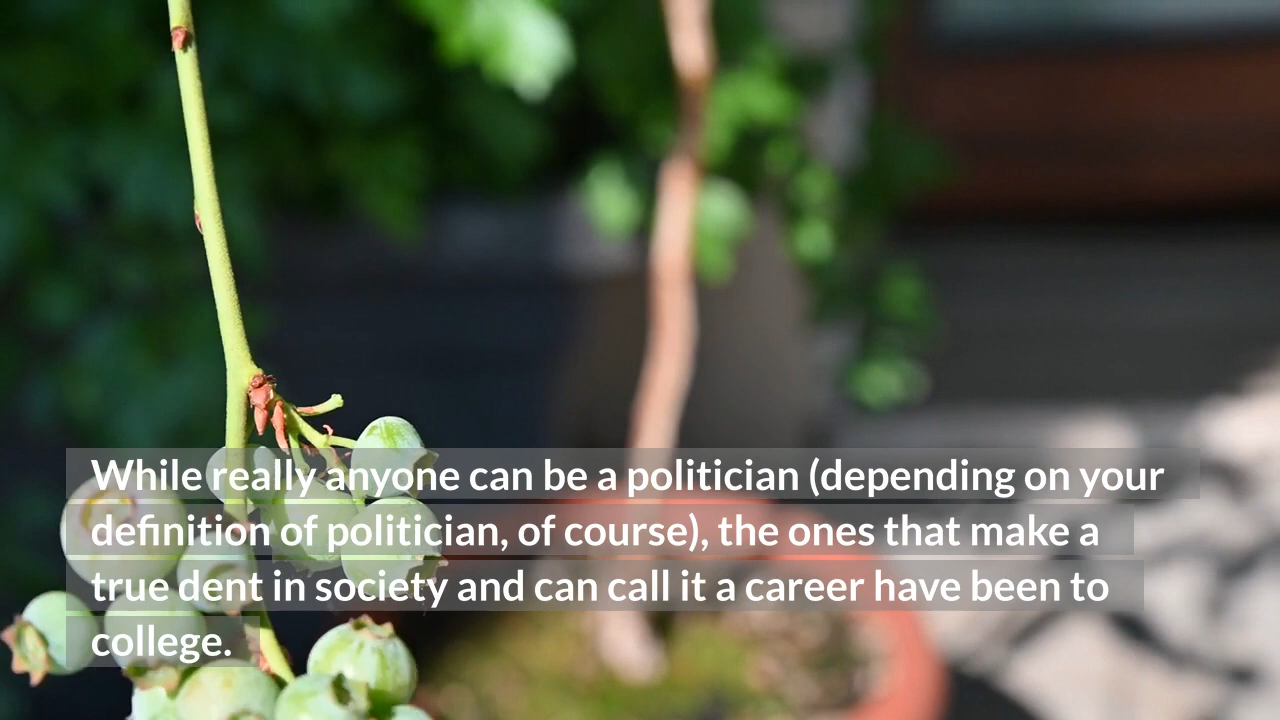 While really anyone can be a politician (depending on your
definition of politician, of course), the ones that make a
true dent in society and can call it a career have been to
college.